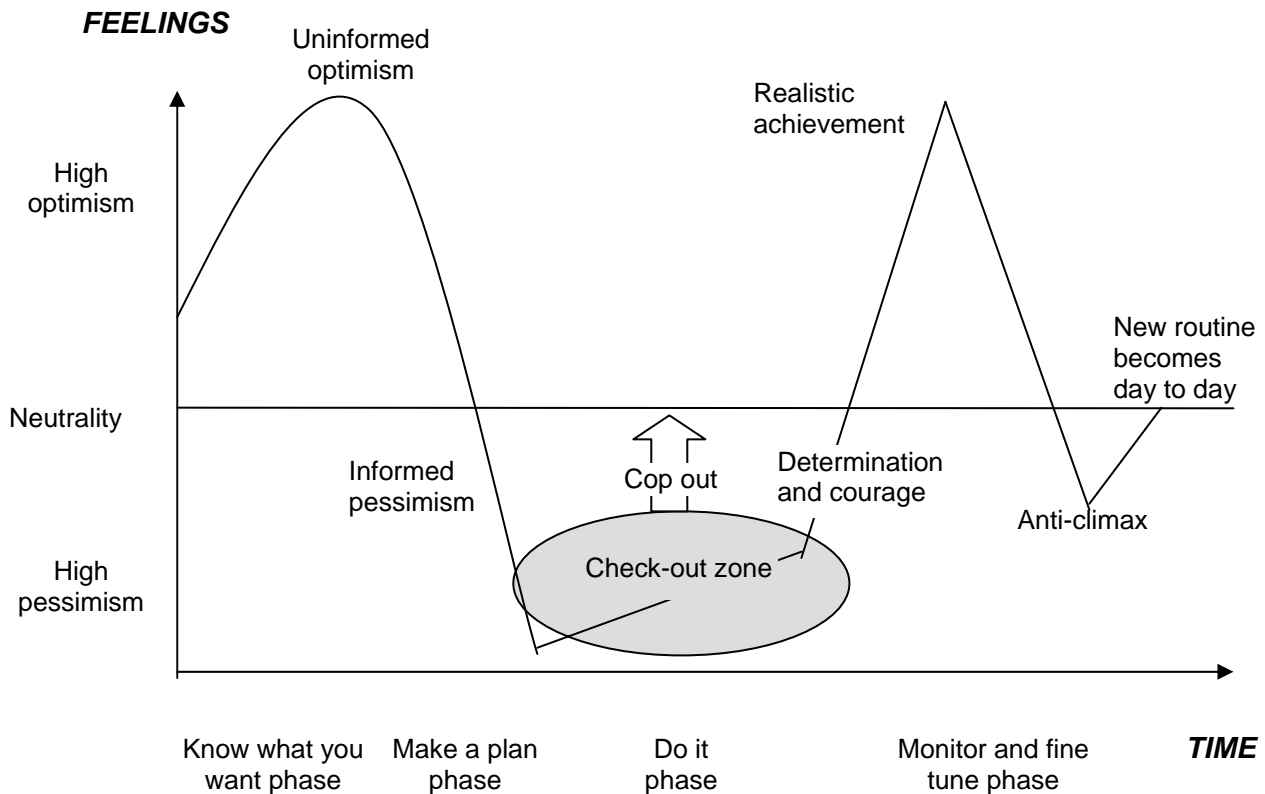 FEELINGS
Uninformed
optimism
High
optimism
Realistic
achievement
New routine
becomes
day to day
Neutrality
Informed
pessimism
Cop out
Determination
and courage
Anti-climax
High
pessimism
Check-out zone
Know what you
want phase
Make a plan
phase
Do it
phase
Monitor and fine
tune phase
TIME